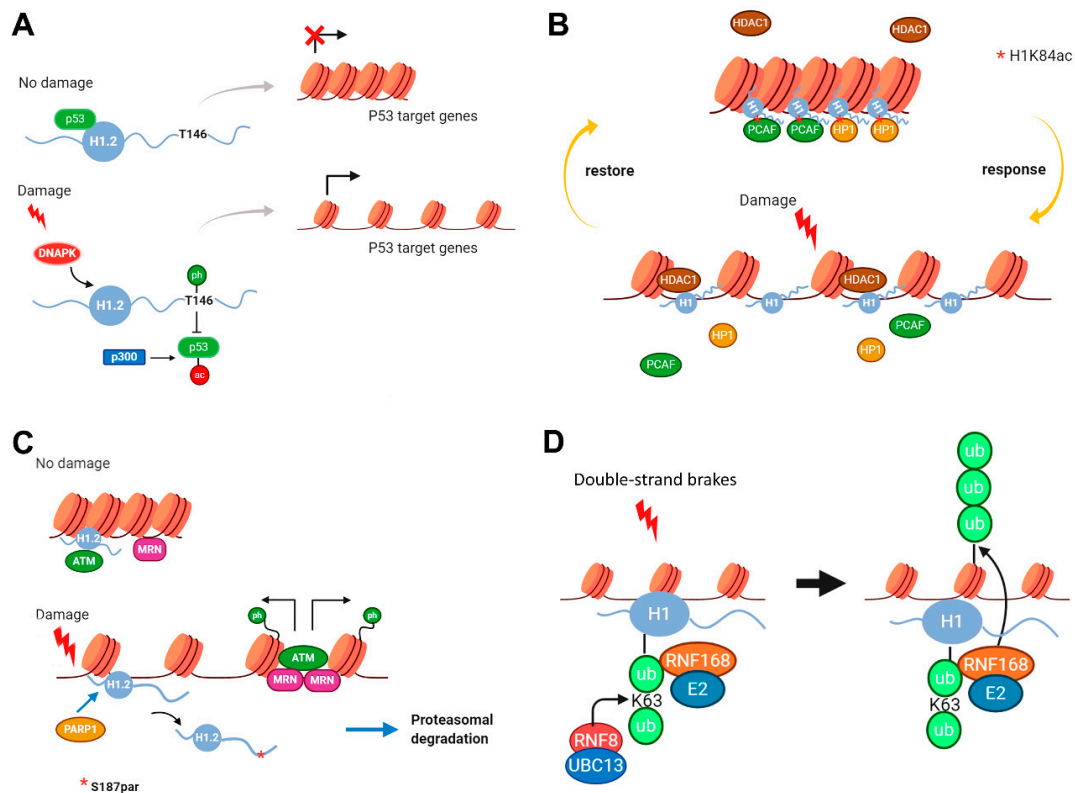 A
No damage
p53
H1.2
T146
P53 target genes
Damage
DNAPK
H1.2
ph
T146
p53
p300
ac
P53 target genes
B
HDAC1
HDAC1
* H1K84ac
H1
H1
H1
H1
PCAF
PCAF
HP1
HP1
restore
response
Damage
HDAC1
HDAC1
H1
H1
H1
H1
HP1
PCAF
HP1
PCAF
C
No damage
H1.2
ATM
MRN
Damage
ph
ph
ATM
MRN
MRN
H1.2
PARP1
H1.2
*
Proteasomal
degradation
* S187par
D
Double-strand brakes
H1
ub
RNF168
E2
K63
ub
RNF8
UBC13
ub
ub
ub
H1
ub
RNF168
E2
K63
ub